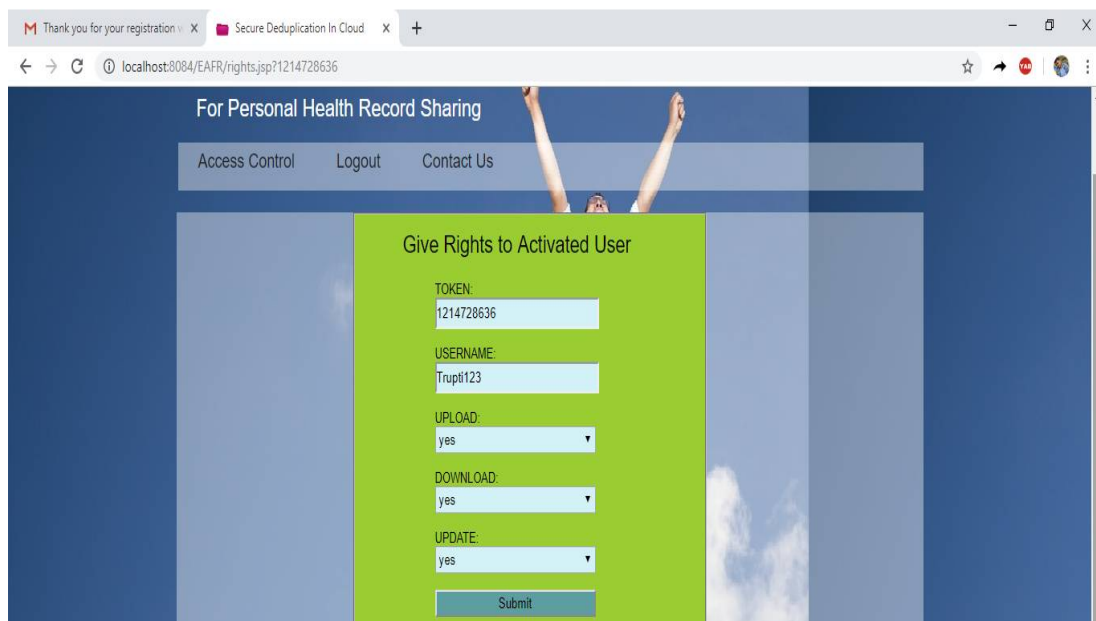 Thank you for your registration
Secure Deduplication In Cloud
localhost:8084/EAFR/rights.jsp?1214728636
For Personal Health Record Sharing
Access Control Logout Contact Us
Give Rights to Activated User
TOKEN:
1214728636
USERNAME:
Trupti123
UPLOAD:
yes
DOWNLOAD:
yes
UPDATE:
yes
Submit